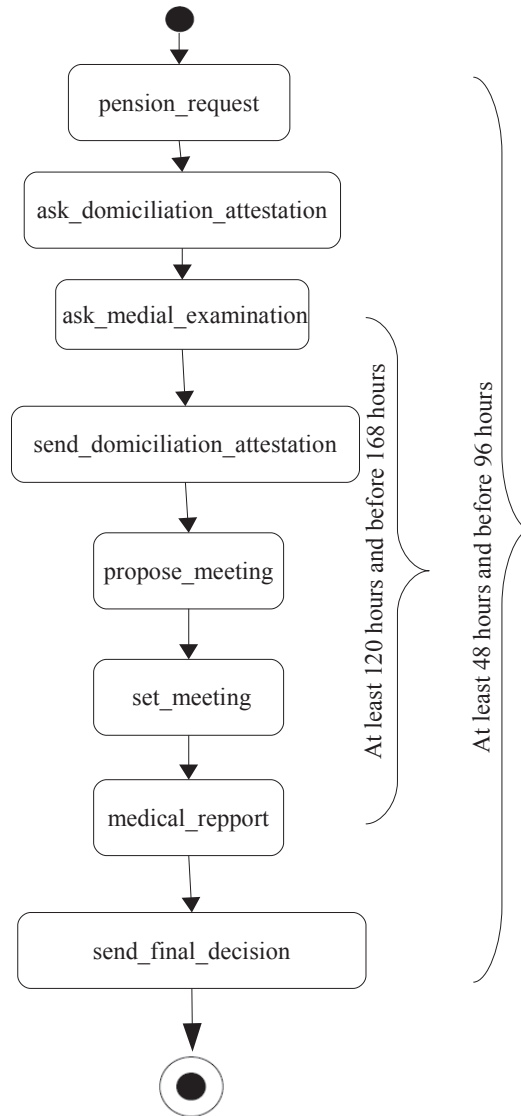 pension_request
ask_domiciliation_attestation
ask_medial_examination
send_domiciliation_attestation
propose_meeting
set_meeting
medical_repport
send_final_decision
At least 120 hours and before 168 hours
At least 48 hours and before 96 hours